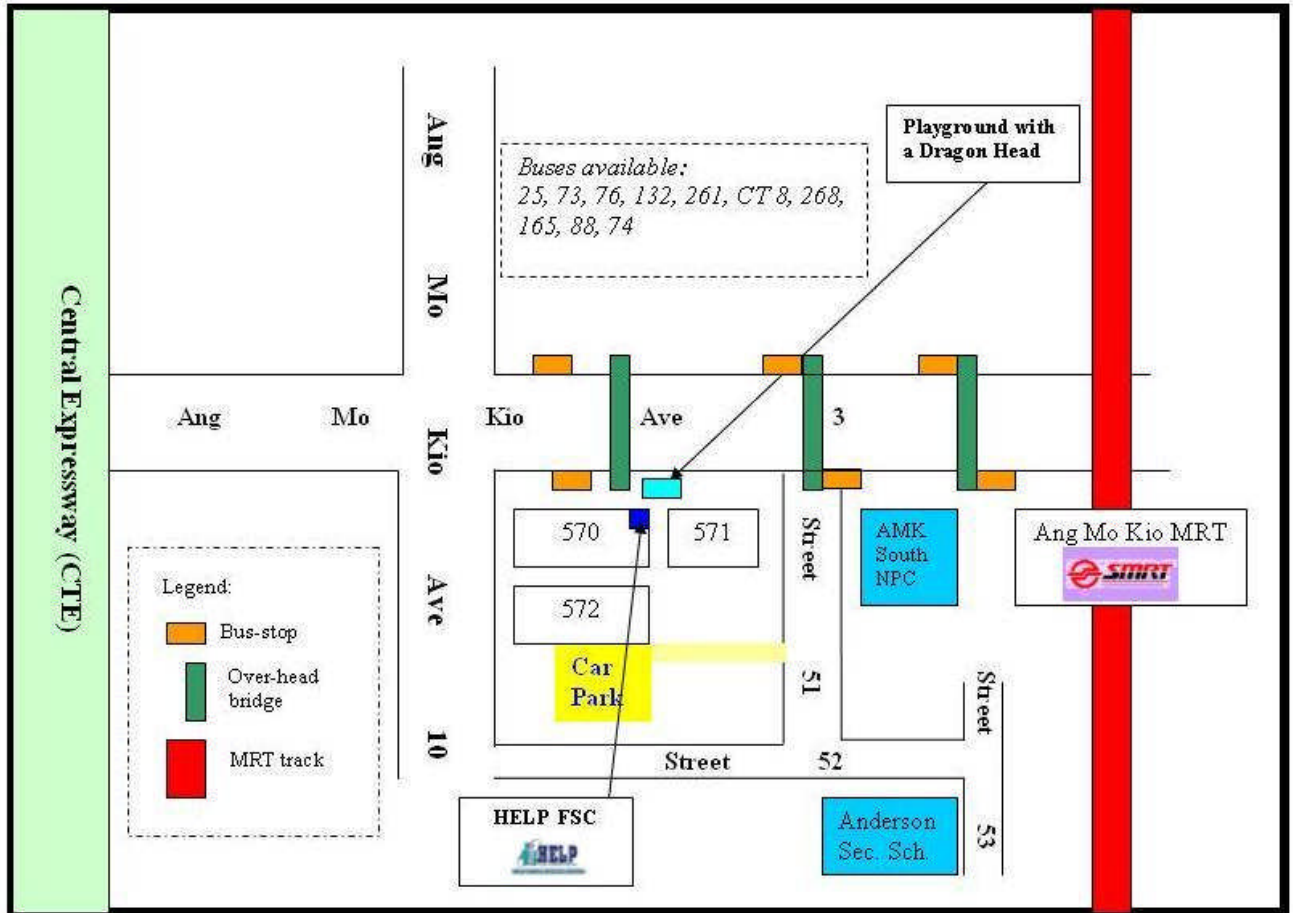 Playground with
a Dragon Head
Buses available:
25, 73, 76, 132, 261, CT 8, 268,
165, 88, 74
Central Expressway (CTE)
Ang Mo Kio Ave 10
Ang Mo Kio Ave 3
570
571
572
Car
Park
Street 51
AMK
South
NPC
Ang Mo Kio MRT
SMRT
Legend:
Bus-stop
Over-head
bridge
MRT track
Street 52
Street 53
HELP FSC
HELP
Anderson
Sec. Sch.